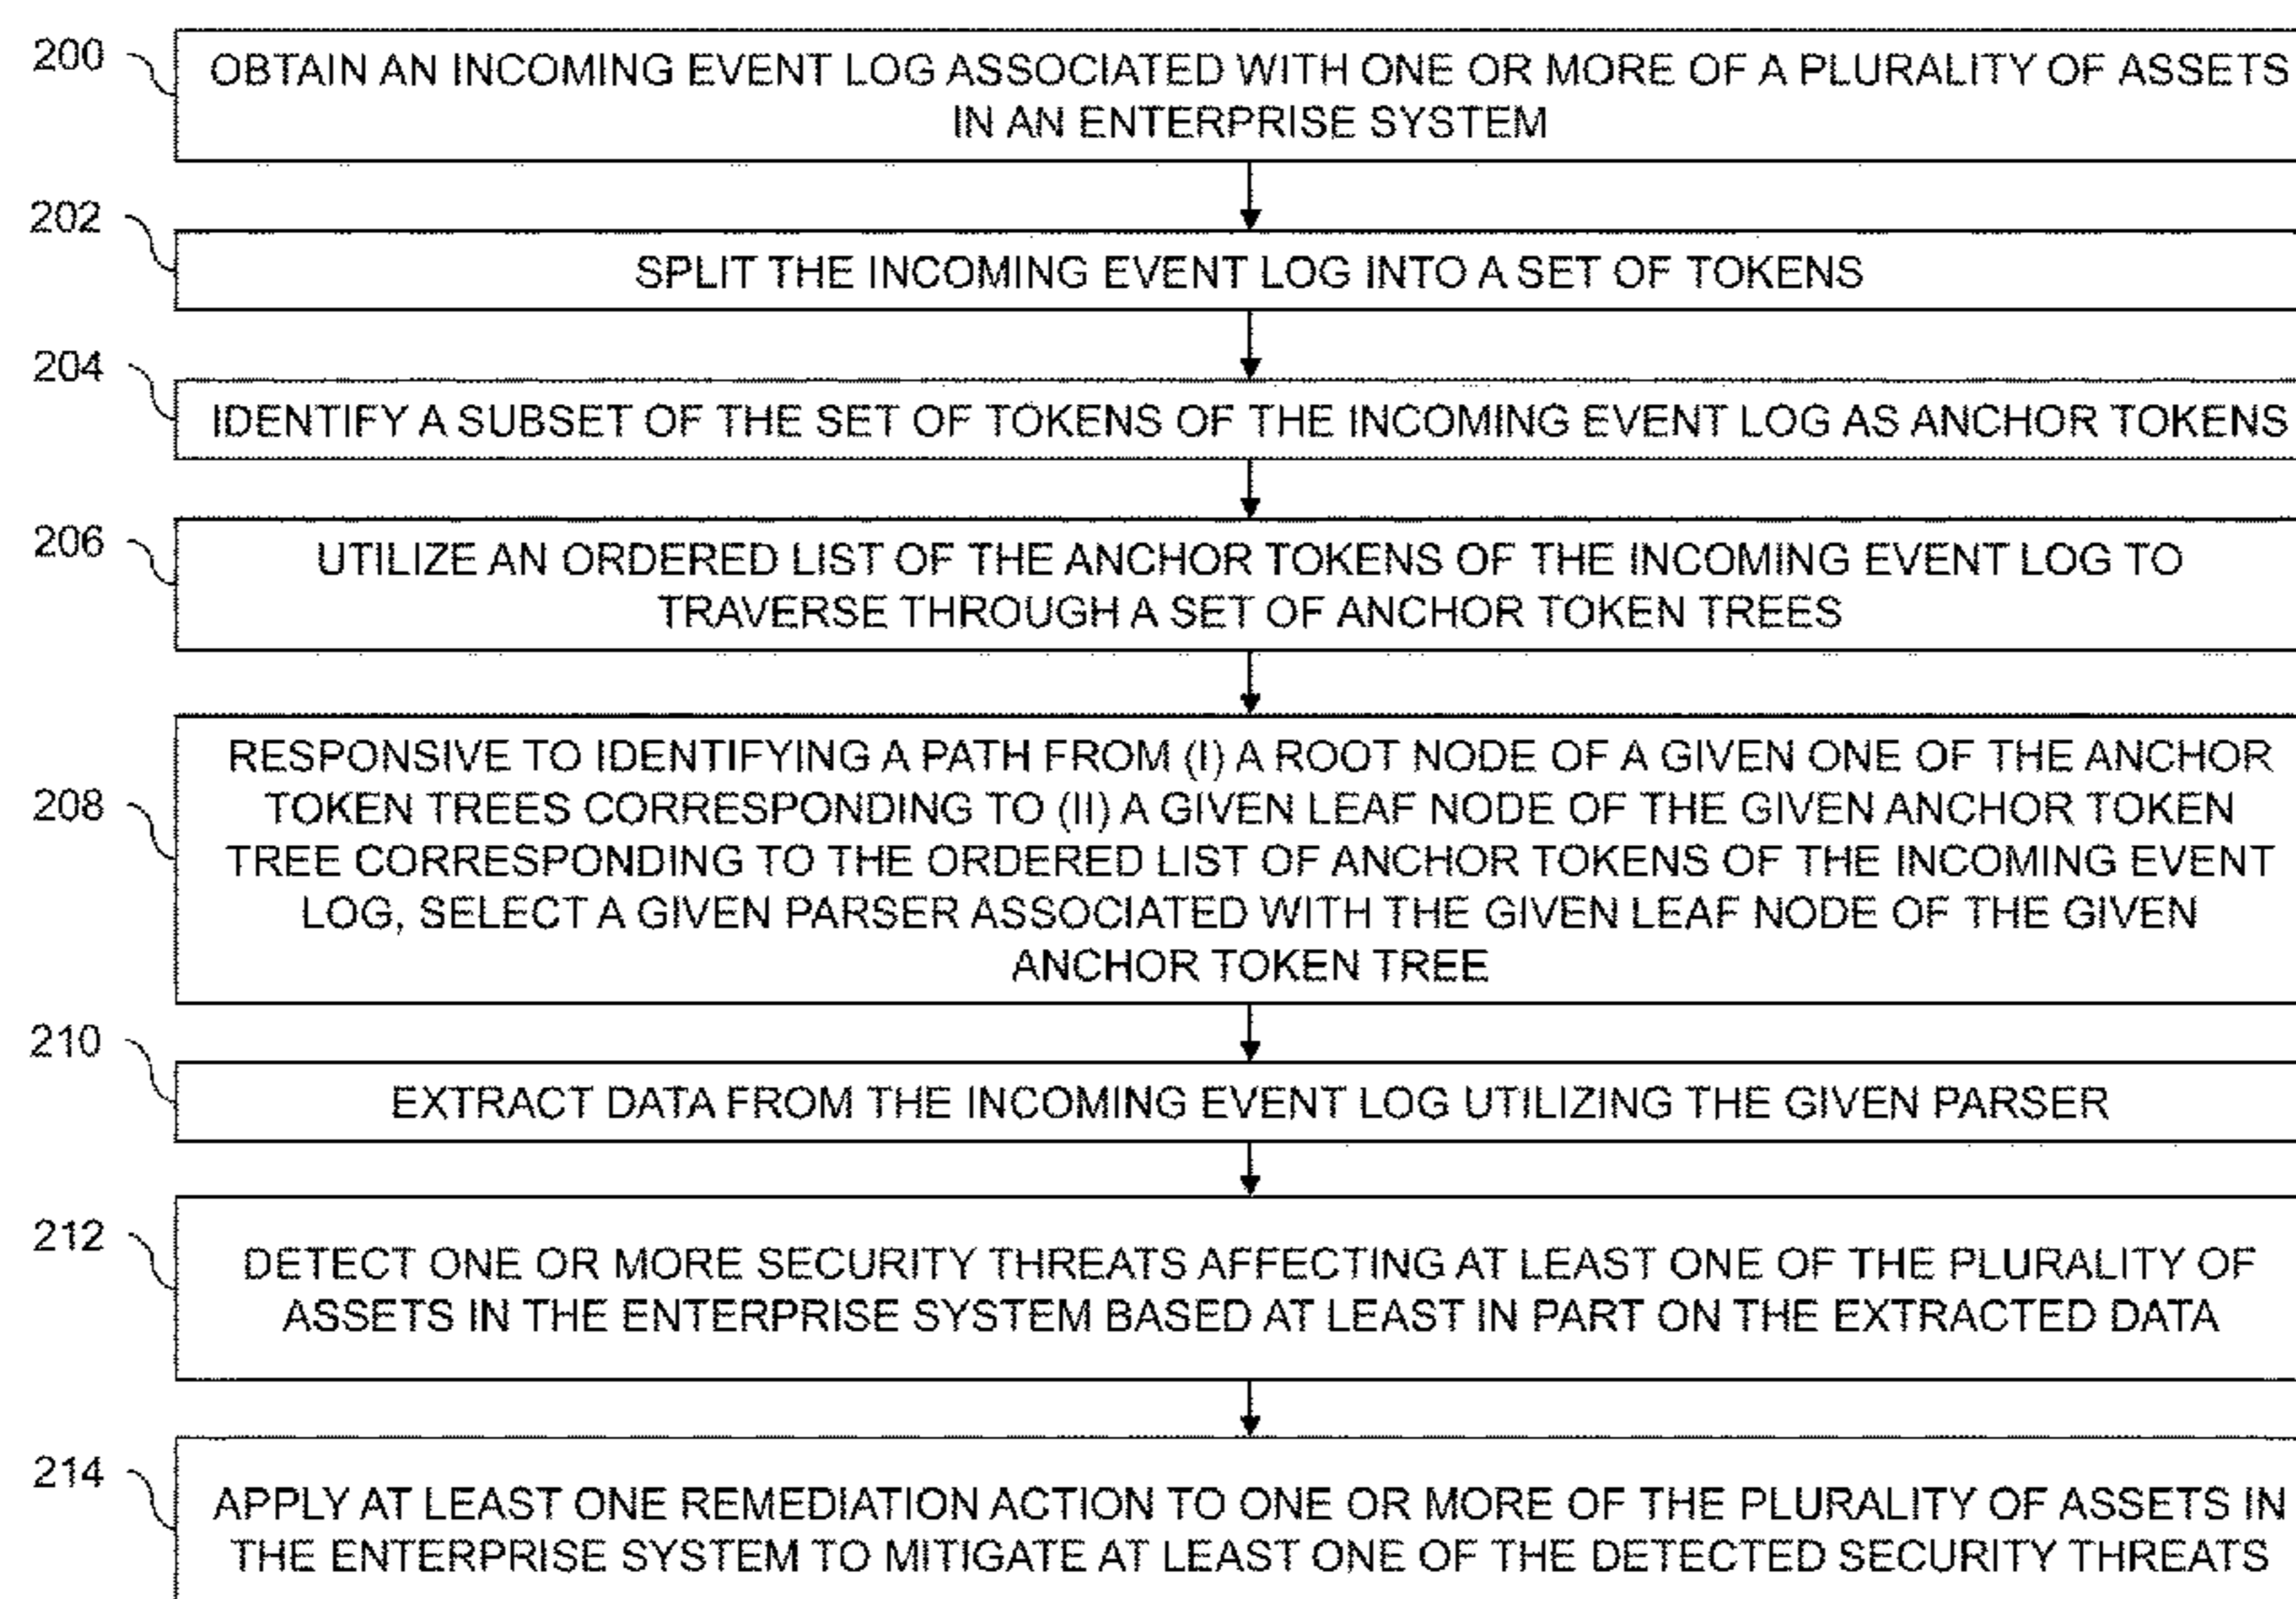 200
OBTAIN AN INCOMING EVENT LOG ASSOCIATED WITH ONE OR MORE OF A PLURALITY OF ASSETS
IN AN ENTERPRISE SYSTEM
202
SPLIT THE INCOMING EVENT LOG INTO A SET OF TOKENS
204
IDENTIFY A SUBSET OF THE SET OF TOKENS OF THE INCOMING EVENT LOG AS ANCHOR TOKENS
206
UTILIZE AN ORDERED LIST OF THE ANCHOR TOKENS OF THE INCOMING EVENT LOG TO
TRAVERSE THROUGH A SET OF ANCHOR TOKEN TREES
208
RESPONSIVE TO IDENTIFYING A PATH FROM (I) A ROOT NODE OF A GIVEN ONE OF THE ANCHOR
TOKEN TREES CORRESPONDING TO (II) A GIVEN LEAF NODE OF THE GIVEN ANCHOR TOKEN
TREE CORRESPONDING TO THE ORDERED LIST OF ANCHOR TOKENS OF THE INCOMING EVENT
LOG, SELECT A GIVEN PARSER ASSOCIATED WITH THE GIVEN LEAF NODE OF THE GIVEN
ANCHOR TOKEN TREE
210
EXTRACT DATA FROM THE INCOMING EVENT LOG UTILIZING THE GIVEN PARSER
212
DETECT ONE OR MORE SECURITY THREATS AFFECTING AT LEAST ONE OF THE PLURALITY OF
ASSETS IN THE ENTERPRISE SYSTEM BASED AT LEAST IN PART ON THE EXTRACTED DATA
214
APPLY AT LEAST ONE REMEDIATION ACTION TO ONE OR MORE OF THE PLURALITY OF ASSETS IN
THE ENTERPRISE SYSTEM TO MITIGATE AT LEAST ONE OF THE DETECTED SECURITY THREATS